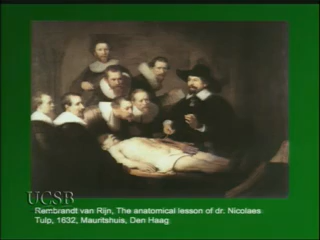 UCSB
Rembrandt van Rijn, The anatomical lesson of dr. Nicolaes
Tulp, 1632, Mauritshuis, Den Haag